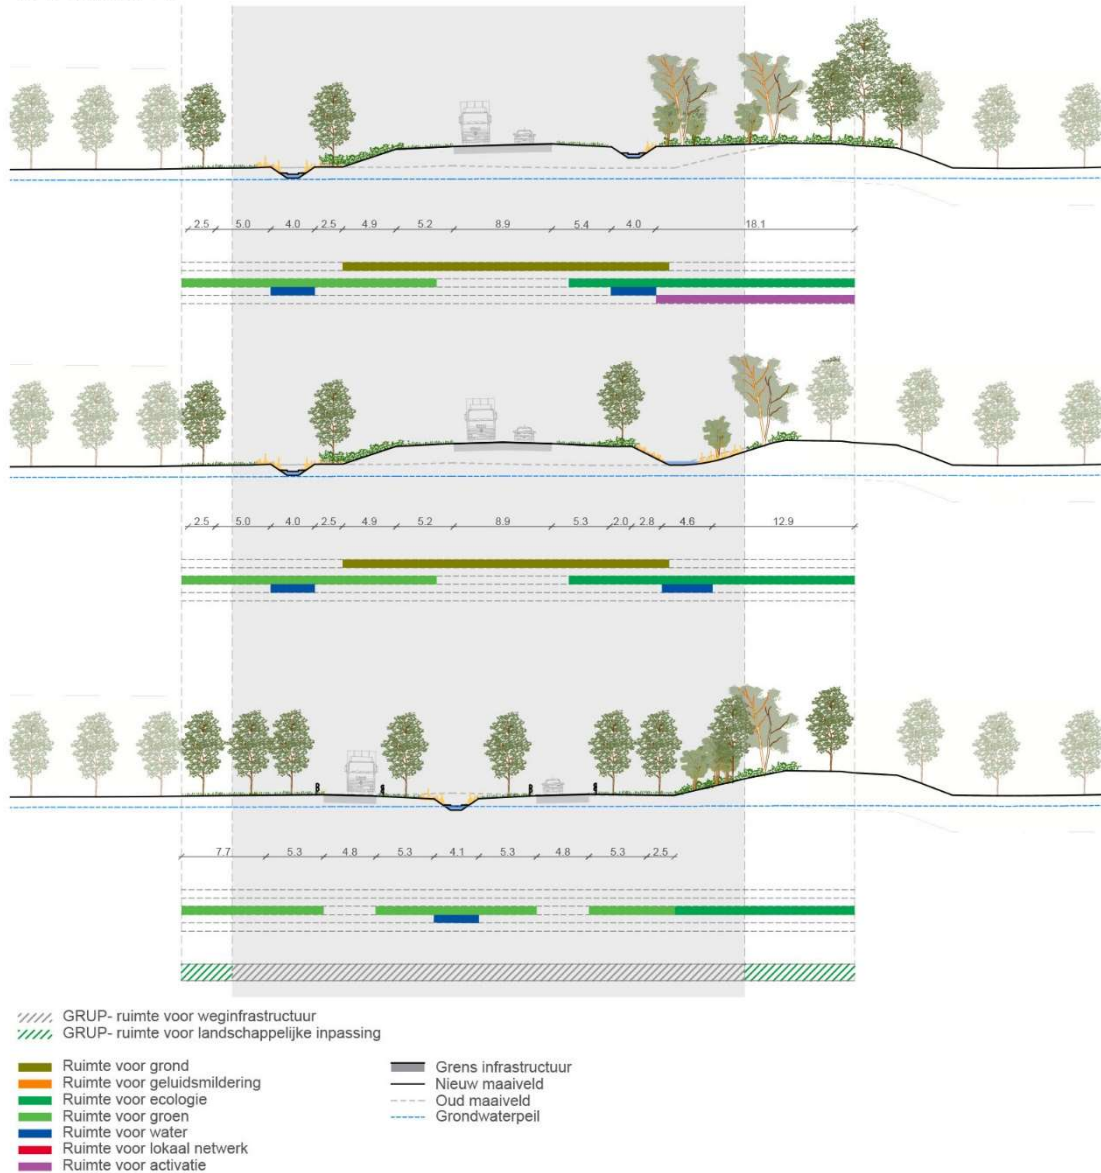 2.5 5.0 4.0 2.5 4.9 5.2 8.9 5.4 4.0 18.1
2.5 5.0 4.0 2.5 4.9 5.2 8.9 5.3 2.0 2.8 4.6 12.9
7.7 5.3 4.8 5.3 4.1 5.3 4.8 5.3 2.5
GRUP- ruimte voor weginfrastructuur
GRUP- ruimte voor landschappelijke inpassing
Ruimte voor grond
Ruimte voor geluidsmildering
Ruimte voor ecologie
Ruimte voor groen
Ruimte voor water
Ruimte voor lokaal netwerk
Ruimte voor activatie
Grens infrastructuur
Nieuw maaiveld
Oud maaiveld
Grondwaterpeil